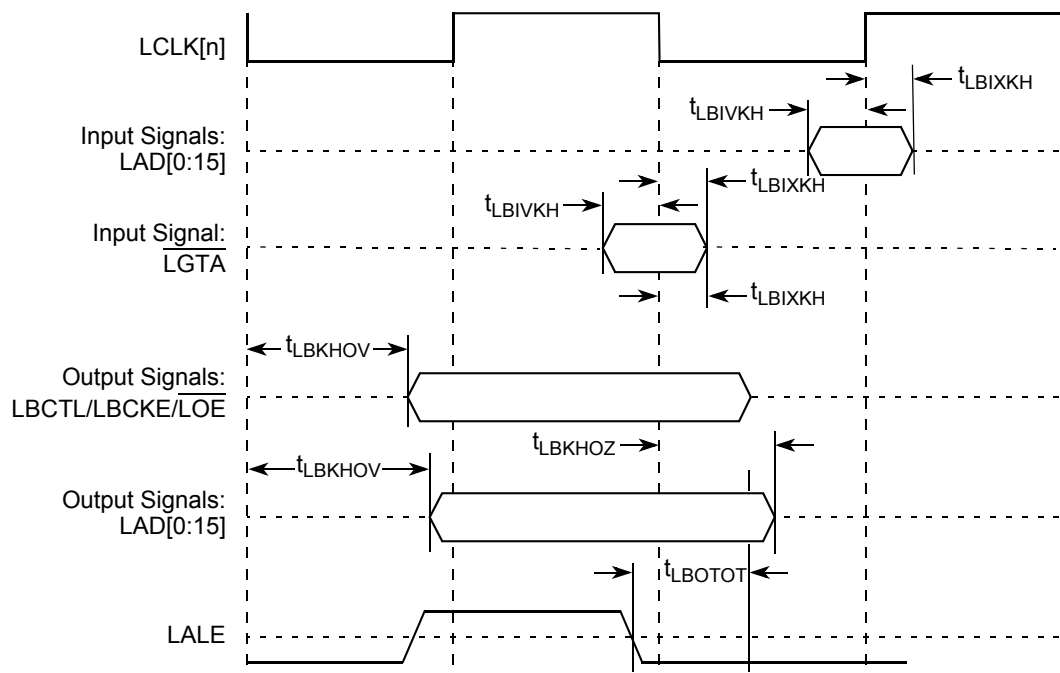 LCLK[n]
tLBIXKH
tLBIVKH
Input Signals:
LAD[0:15]
tLBIXKH
tLBIVKH
Input Signal:
LGTA
tLBIXKH
tLBKHOV
Output Signals:
LBCTL/LBCKE/LOE
tLBKHOZ
tLBKHOV
Output Signals:
LAD[0:15]
tLBOTOT
LALE